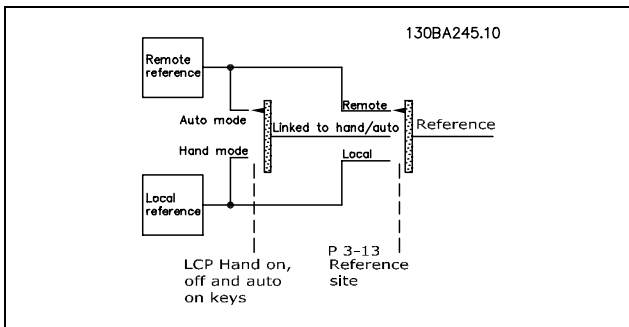 130BA245.10
Remote
reference
Remote
Auto mode
Linked to hand/auto
Reference
Hand mode
Local
Local
reference
LCP Hand on,
off and auto
on keys
P 3-13
Reference
site